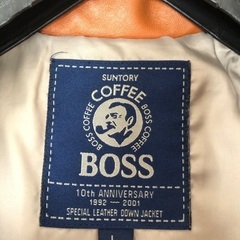 SUNTORY
COFFEE
BOSS COFFEE BOSS COFFEE
BOSS
10th ANNIVERSARY
1992 — 2001
SPECIAL LEATHER DOWN JACKET
L